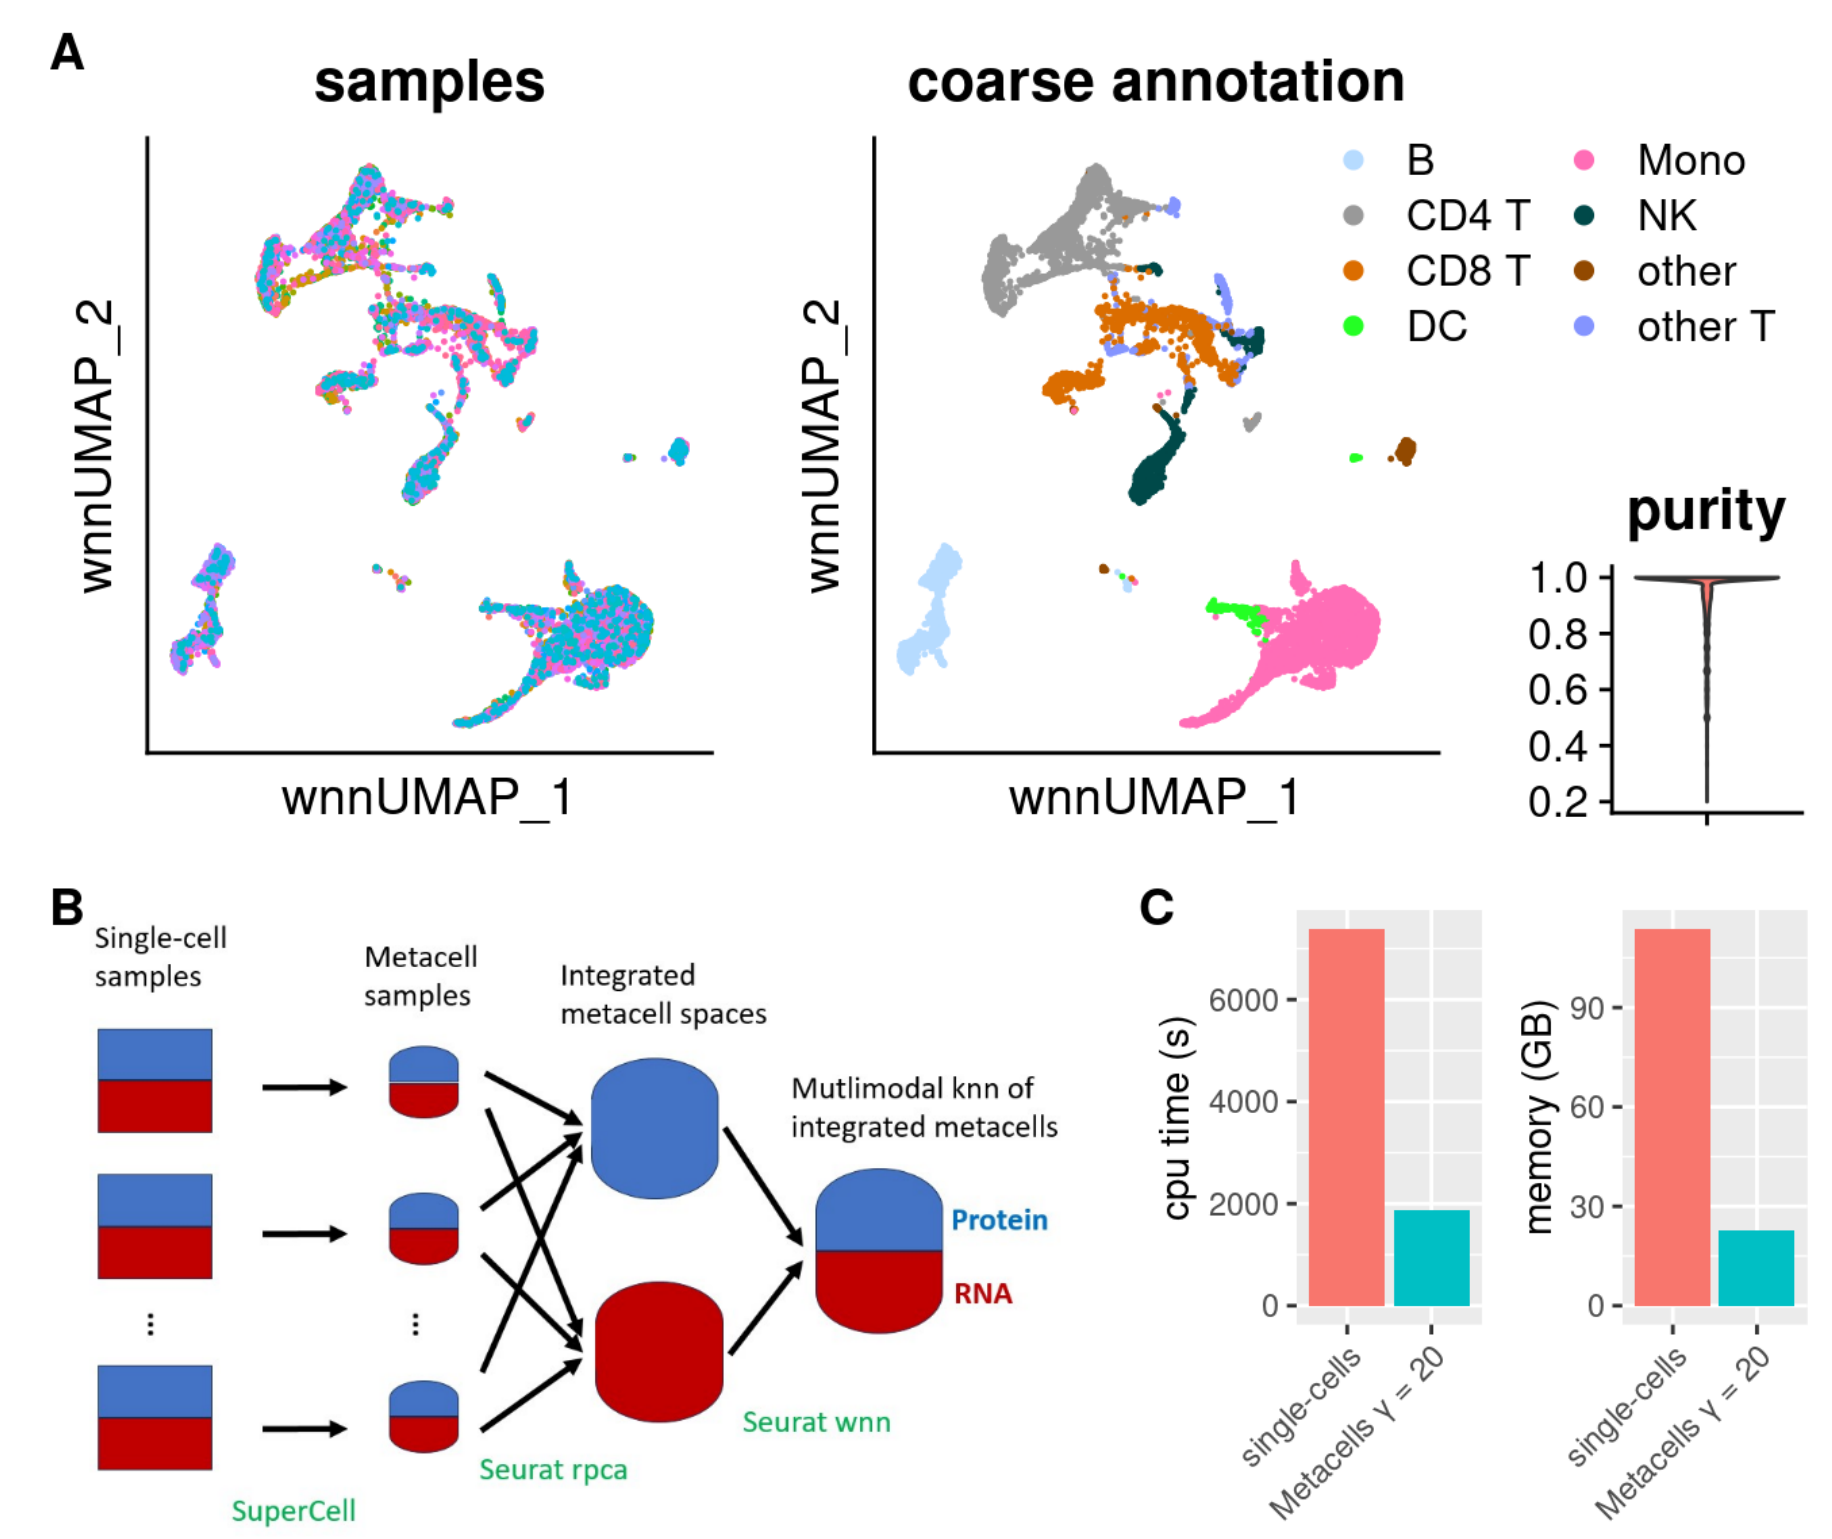 A
samples
coarse annotation
wnnUMAP_2
wnnUMAP_1
wnnUMAP_2
wnnUMAP_1
B
CD4 T
CD8 T
DC
Mono
NK
other
other T
purity
1.0
0.8
0.6
0.4
0.2
B
Single-cell
samples
Metacell
samples
Integrated
metacell spaces
Mutlimodal knn of
integrated metacells
Protein
RNA
...
...
Seurat wnn
Seurat rpca
SuperCell
C
cpu time (s)
6000
4000
2000
0
single-cells
Metacells γ = 20
memory (GB)
90
60
30
0
single-cells
Metacells γ = 20